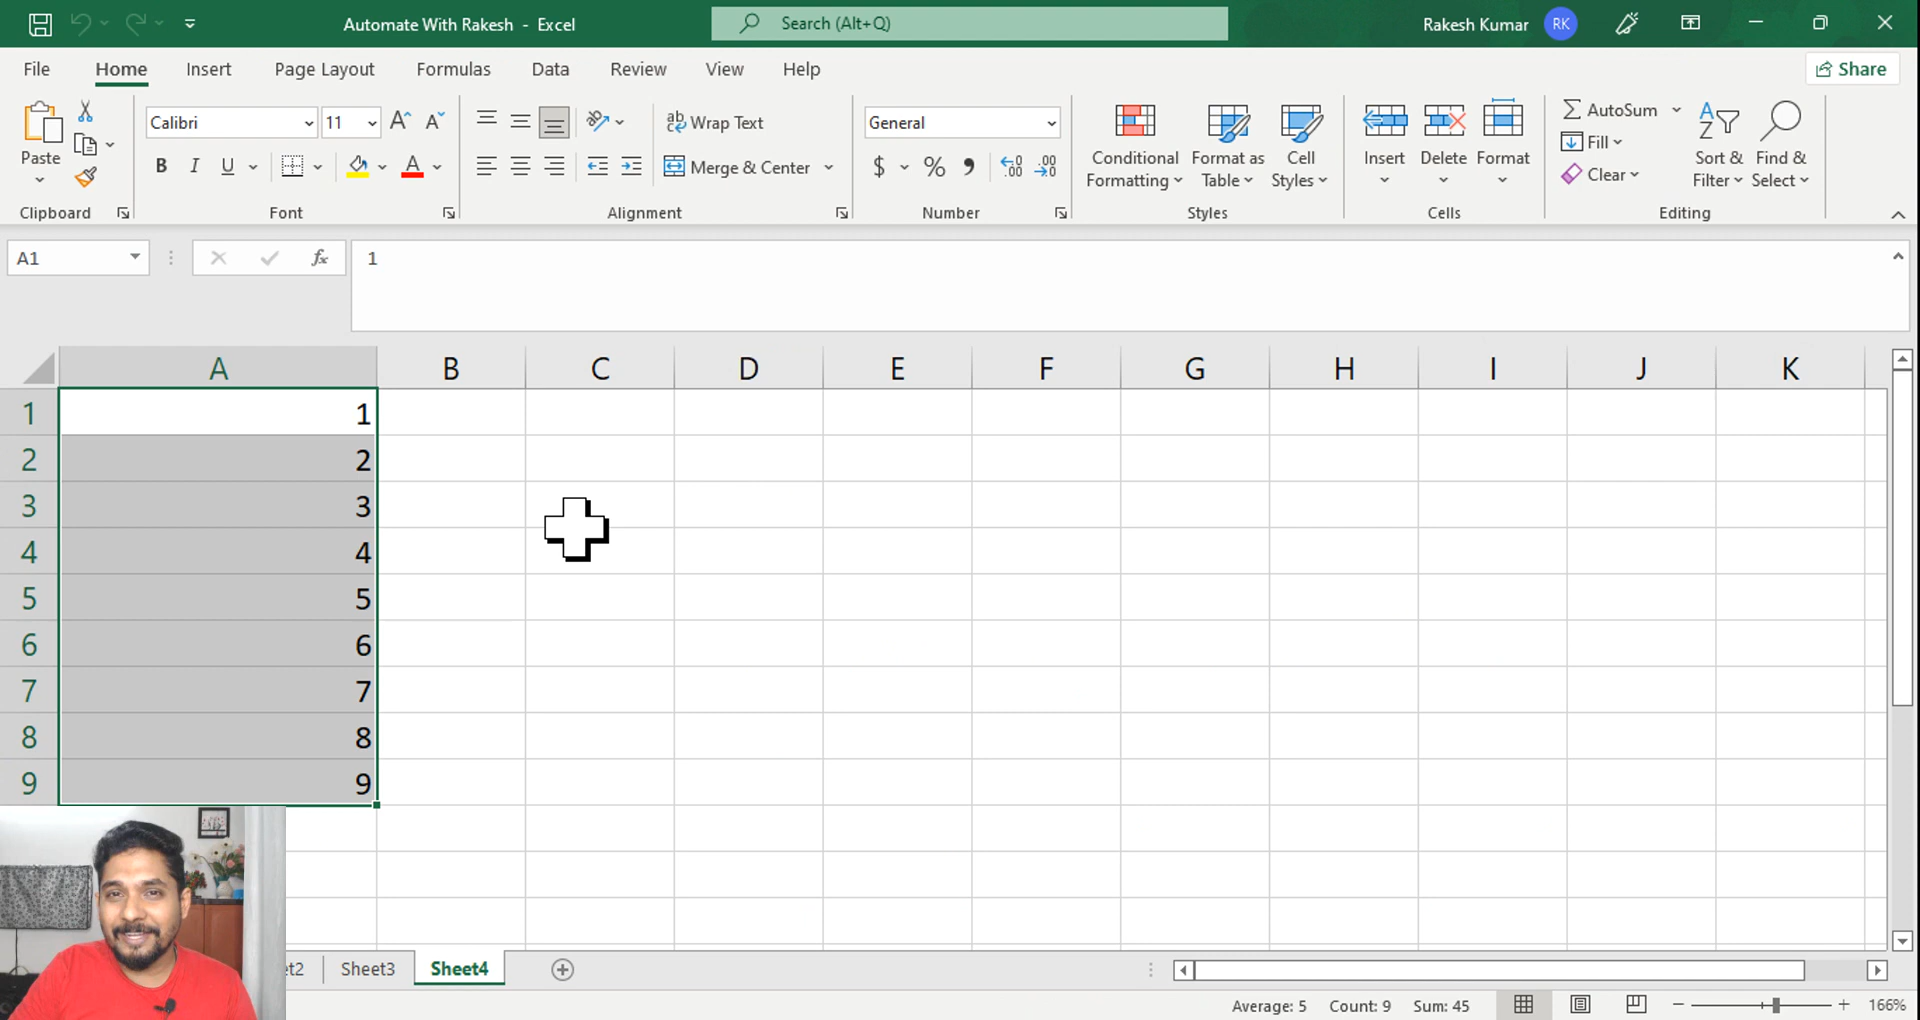 Automate With Rakesh - Excel
Search (Alt+Q)
Rakesh Kumar RK
File Home Insert Page Layout Formulas Data Review View Help Share
Paste
Clipboard
Calibri 11
B I U A
Font
ab Wrap Text
Merge & Center
Alignment
General
$ % ,
Number
Conditional Formatting
Format as Table
Cell Styles
Styles
Insert
Delete
Format
Cells
AutoSum
Fill
Clear
Sort & Filter
Find & Select
Editing
A1 fx 1
A B C D E F G H I J K
1 1
2 2
3 3
4 4
5 5
6 6
7 7
8 8
9 9
et2 Sheet3 Sheet4
Average: 5 Count: 9 Sum: 45 166%